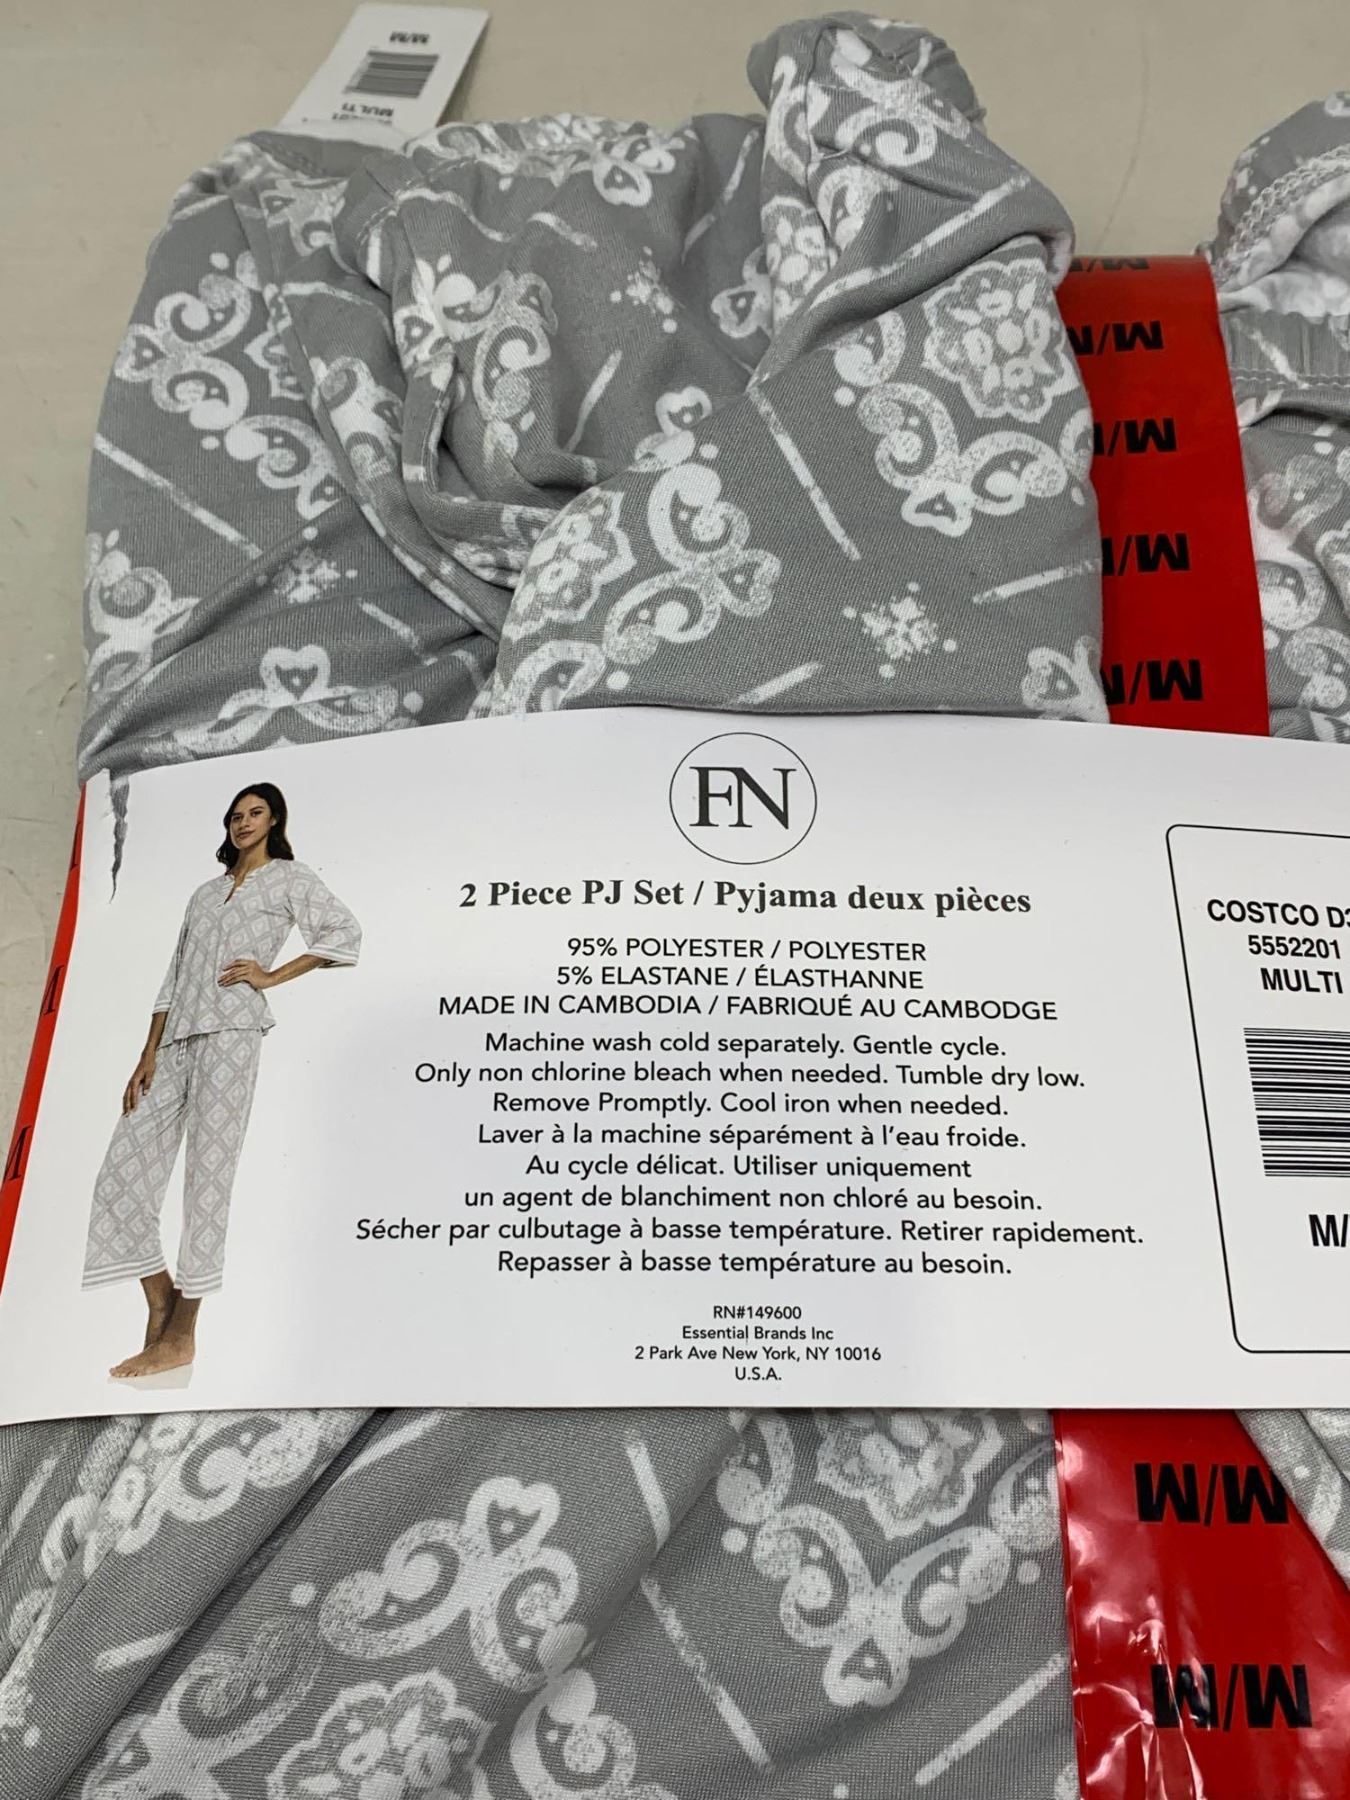 M/M
MULTI
M/M
M/M
M/M
M/M
M/M
FN
2 Piece PJ Set / Pyjama deux pièces
95% POLYESTER / POLYESTER
5% ELASTANE / ÉLASTHANNE
MADE IN CAMBODIA / FABRIQUÉ AU CAMBODGE
Machine wash cold separately. Gentle cycle.
Only non chlorine bleach when needed. Tumble dry low.
Remove Promptly. Cool iron when needed.
Laver à la machine séparément à l'eau froide.
Au cycle délicat. Utiliser uniquement
un agent de blanchiment non chloré au besoin.
Sécher par culbutage à basse température. Retirer rapidement.
Repasser à basse température au besoin.
RN#149600
Essential Brands Inc
2 Park Ave New York, NY 10016
U.S.A.
COSTCO
5552201
MULTI
M/
M/M
M/M